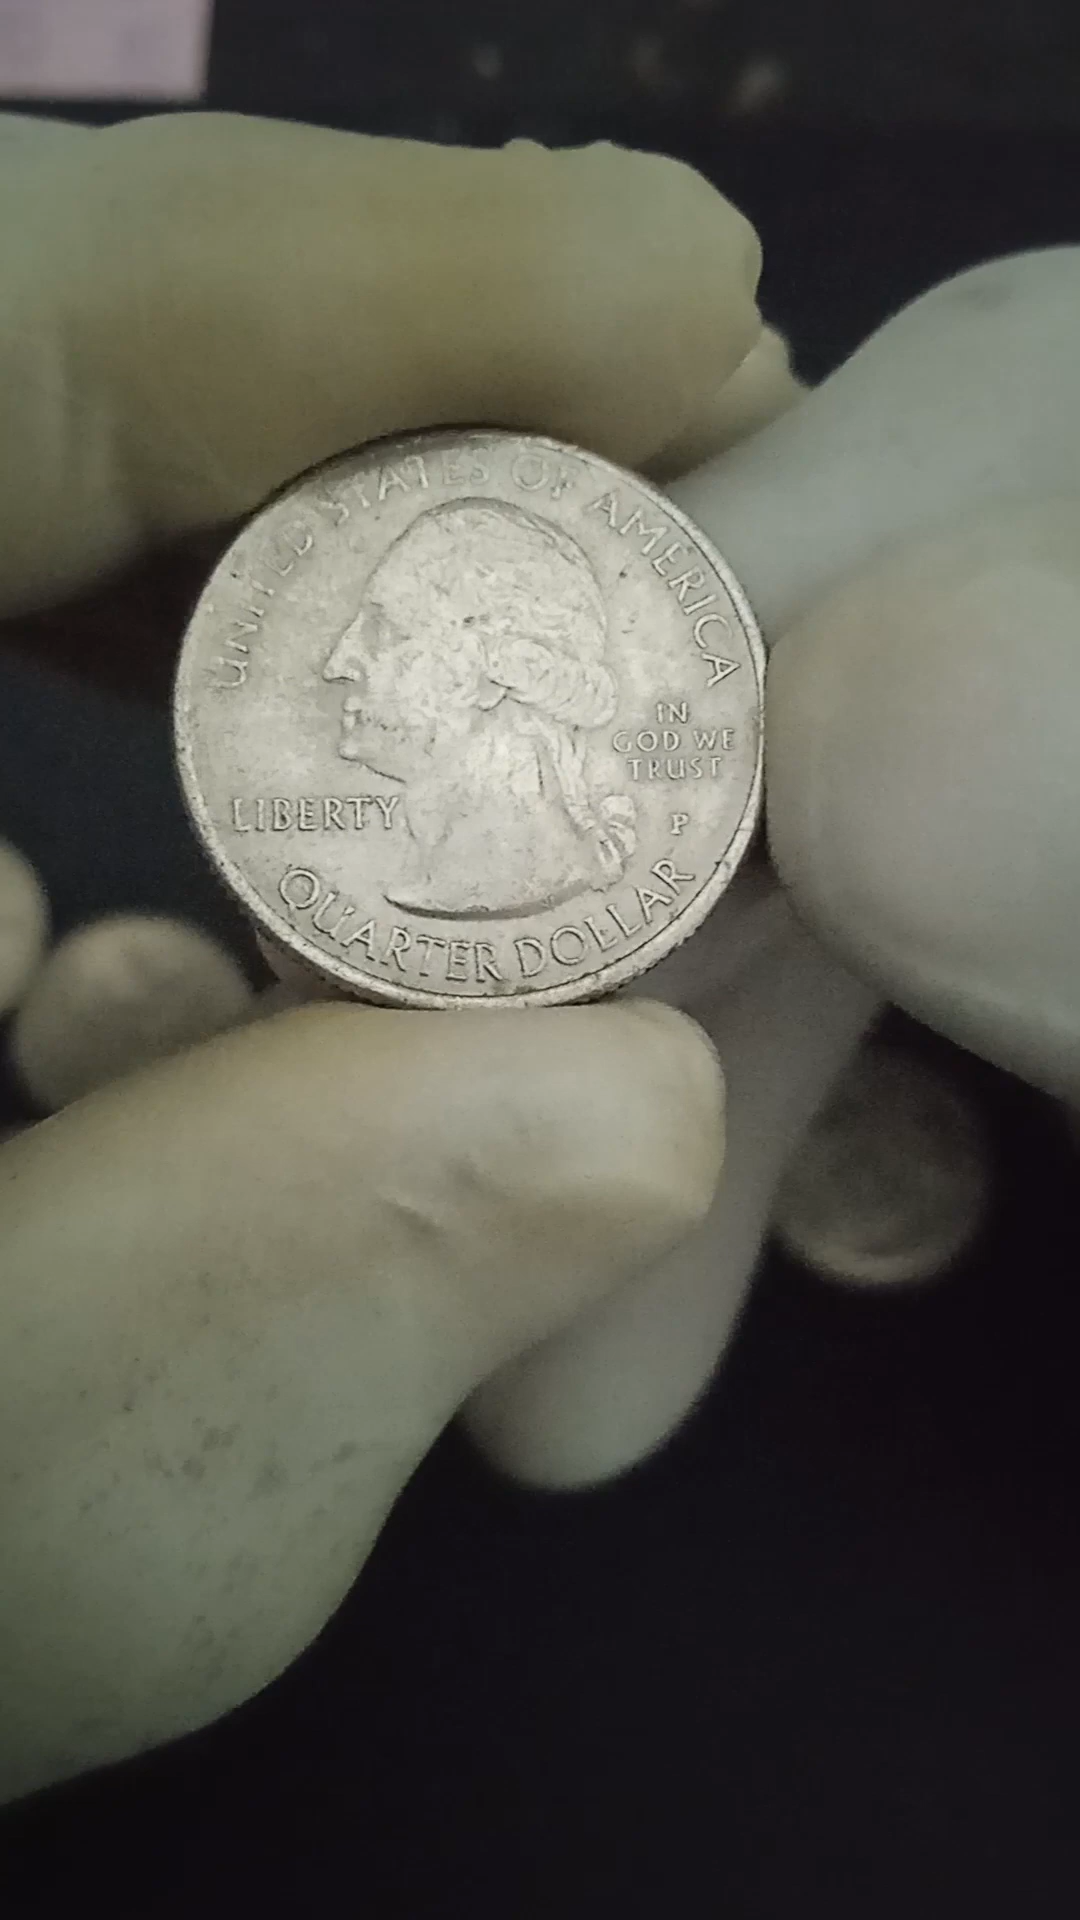 UNITED STATES OF AMERICA
IN
GOD WE
TRUST
LIBERTY
P
QUARTER DOLLAR